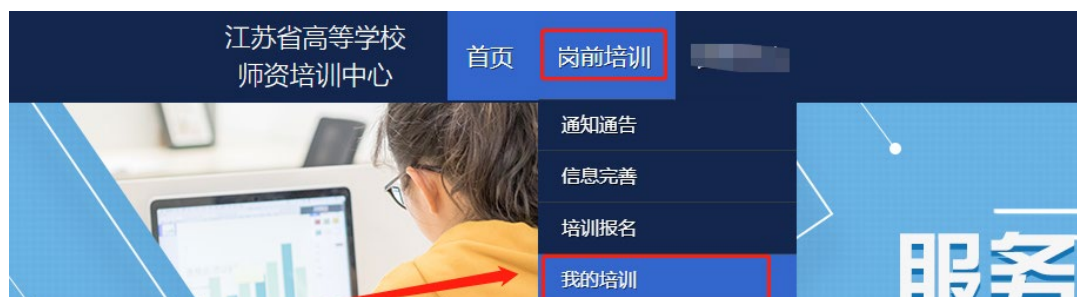 江苏省高等学校
师资培训中心
首页
岗前培训
通知通告
信息完善
培训报名
我的培训
服务